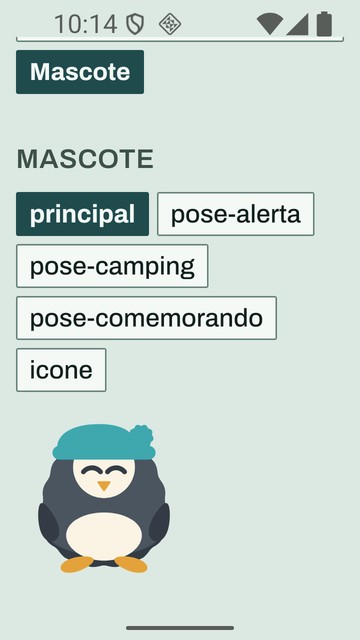 10:14
Mascote
MASCOTE
principal
pose-alerta
pose-camping
pose-comemorando
icone